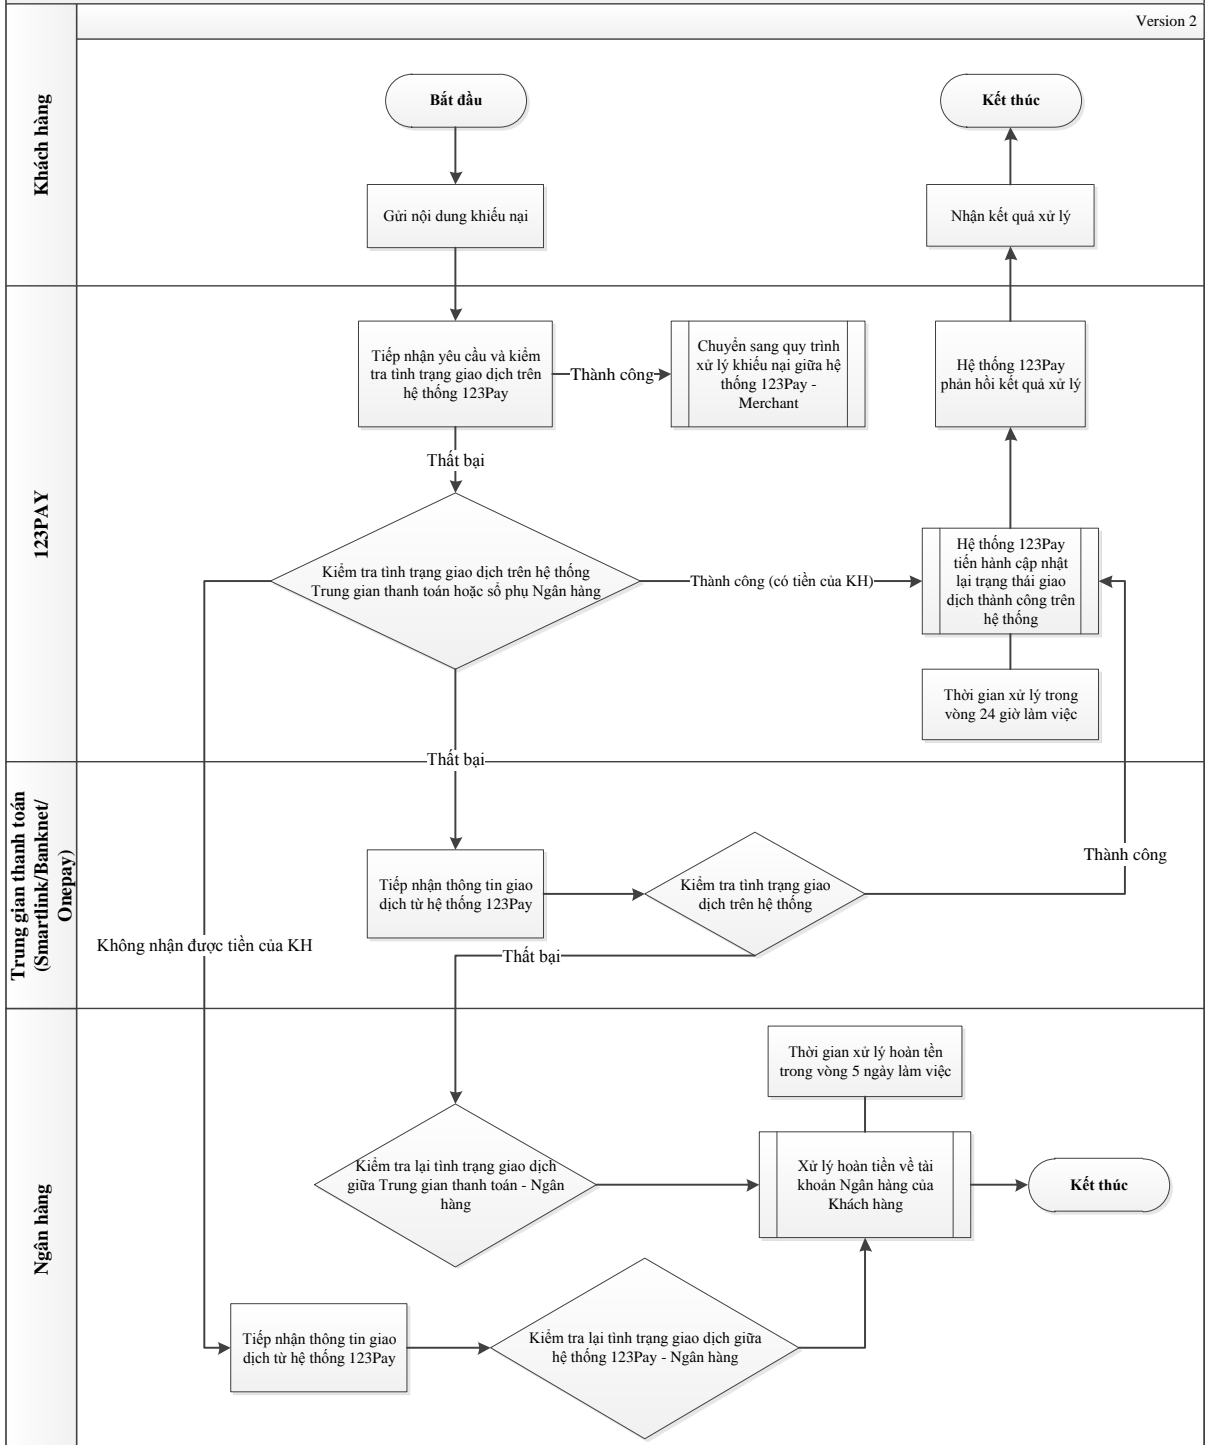 Version 2
Khách hàng
Bắt đầu
Kết thúc
Gửi nội dung khiếu nại
Nhận kết quả xử lý
123PAY
Tiếp nhận yêu cầu và kiểm
tra tình trạng giao dịch trên
hệ thống 123Pay
Thành công
Chuyển sang quy trình
xử lý khiếu nại giữa hệ
thống 123Pay -
Merchant
Hệ thống 123Pay
phản hồi kết quả xử lý
Thất bại
Kiểm tra tình trạng giao dịch trên hệ thống
Trung gian thanh toán hoặc sổ phụ Ngân hàng
Thành công (có tiền của KH)
Hệ thống 123Pay
tiến hành cập nhật
lại trạng thái giao
dịch thành công trên
hệ thống
Thời gian xử lý trong
vòng 24 giờ làm việc
Thất bại
Trung gian thanh toán
(Smartlink/Banknet/
Onepay)
Tiếp nhận thông tin giao
dịch từ hệ thống 123Pay
Kiểm tra tình trạng giao
dịch trên hệ thống
Thành công
Không nhận được tiền của KH
Thất bại
Ngân hàng
Thời gian xử lý hoàn tền
trong vòng 5 ngày làm việc
Kiểm tra lại tình trạng giao dịch
giữa Trung gian thanh toán - Ngân
hàng
Xử lý hoàn tiền về tài
khoản Ngân hàng của
Khách hàng
Kết thúc
Tiếp nhận thông tin giao
dịch từ hệ thống 123Pay
Kiểm tra lại tình trạng giao dịch giữa
hệ thống 123Pay - Ngân hàng